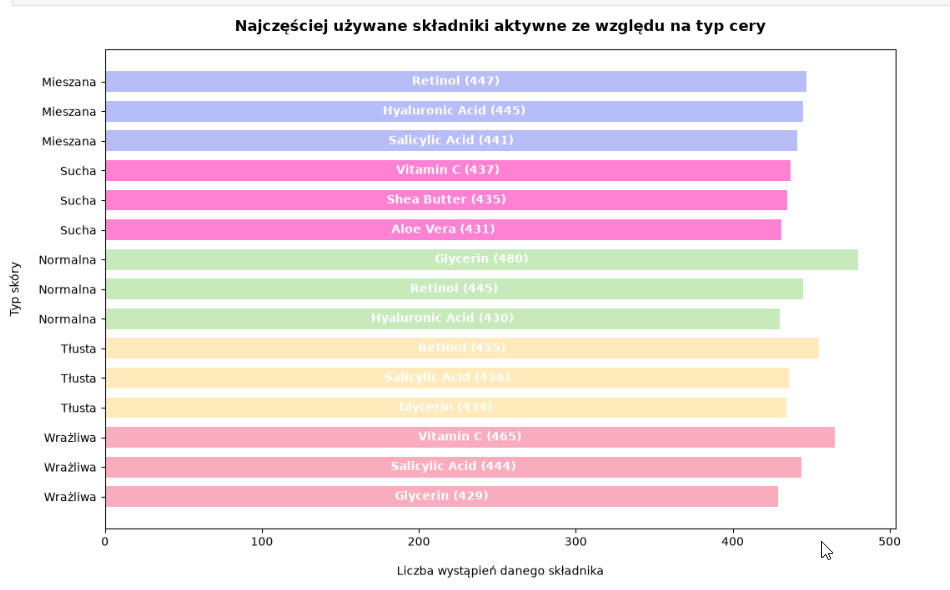 Najczęściej używane składniki aktywne ze względu na typ cery
Mieszana Retinol (447)
Mieszana Hyaluronic Acid (445)
Mieszana Salicylic Acid (441)
Sucha Vitamin C (437)
Sucha Shea Butter (435)
Sucha Aloe Vera (431)
Normalna Glycerin (480)
Normalna Retinol (445)
Normalna Hyaluronic Acid (430)
Tłusta Retinol (455)
Tłusta Salicylic Acid (436)
Tłusta Glycerin (434)
Wrażliwa Vitamin C (465)
Wrażliwa Salicylic Acid (444)
Wrażliwa Glycerin (429)
Typ skóry
0 100 200 300 400 500
Liczba wystąpień danego składnika